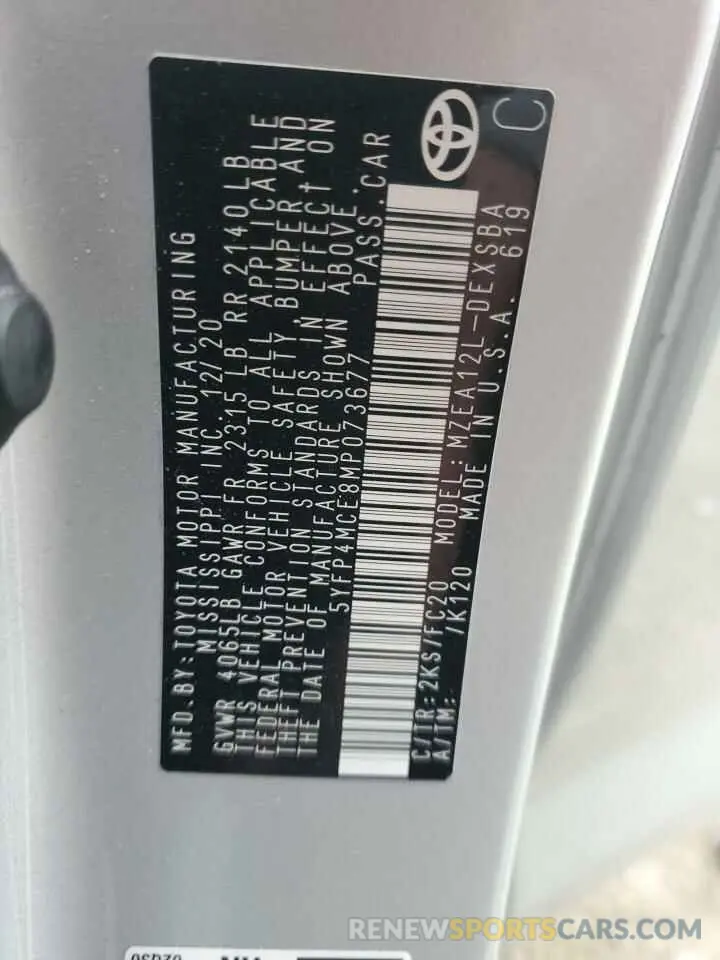 MFD.BY:TOYOTA MOTOR MANUFACTURING
MISSISSIPPI INC. 12/20
GVWR 4065LB GAWR FR 2315 LB RR 2140LB
THIS VEHICLE CONFORMS TO ALL APPLICABLE
FEDERAL MOTOR VEHICLE SAFETY, BUMPER, AND
THEFT PREVENTION STANDARDS IN EFFECT ON
THE DATE OF MANUFACTURE SHOWN ABOVE.
5YFP4MCE8MP073677 PASS.CAR
C/TR:2KS/FC20 MODEL:MZEA12L-DEXSBA
A/TM: /K120 MADE IN U.S.A. 619
C
RENEWSPORTSCARS.COM